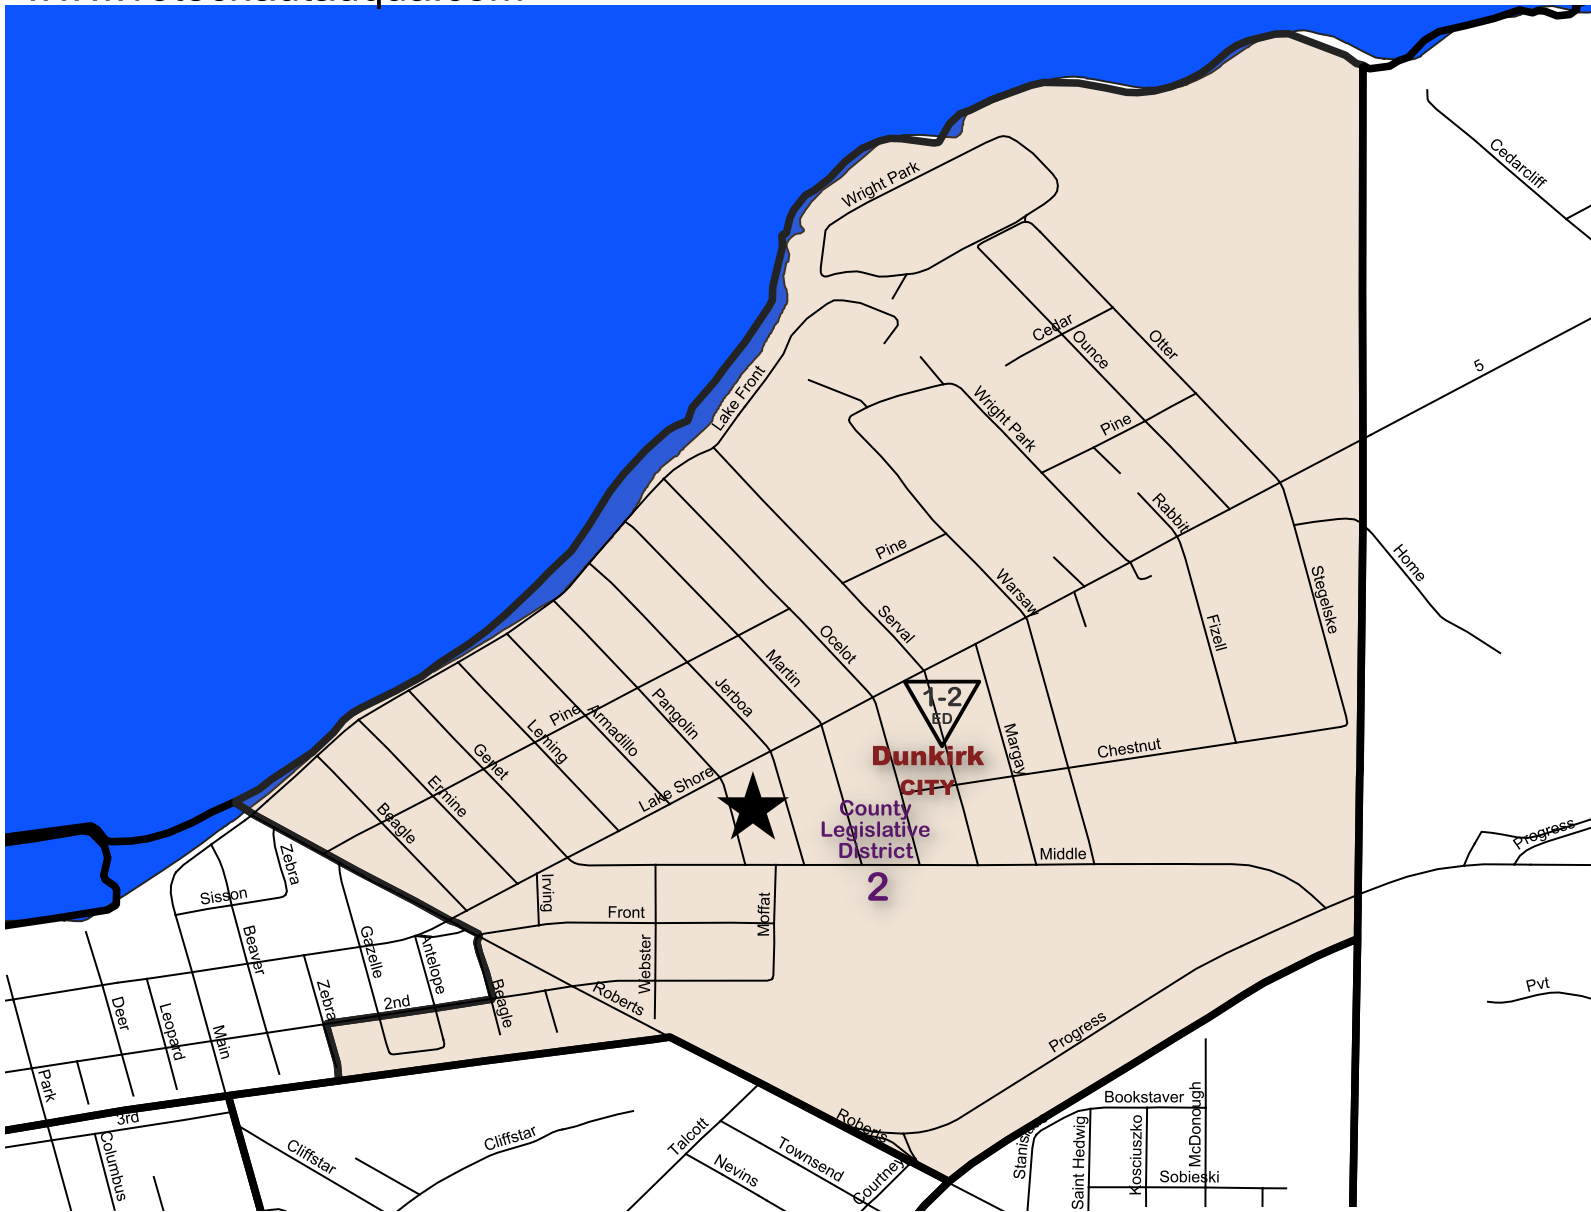 Wright Park
Cedarcliff
Cedar
Ounce
Otter
5
Lake Front
Wright Park
Pine
Rabbit
Pine
Home
Warsaw
Stegelske
Serval
Fizell
Ocelot
Martin
Jerboa
Pangolin
Armadillo
Pine
Leming
Genet
Ermine
Beagle
Lake Shore
1-2
ED
Margay
Chestnut
Dunkirk
CITY
County
Legislative
District
2
Middle
Progress
Zebra
Sisson
Irving
Front
Moffat
Webster
Beaver
Gazelle
Antelope
Zebra
2nd
Beagle
Roberts
Deer
Leopard
Main
Pvt
Progress
Park
3rd
Columbus
Cliffstar
Cliffstar
Talcott
Townsend
Nevins
Courtney
Roberts
Bookstaver
McDonough
Kosciuszko
Saint Hedwig
Sobieski